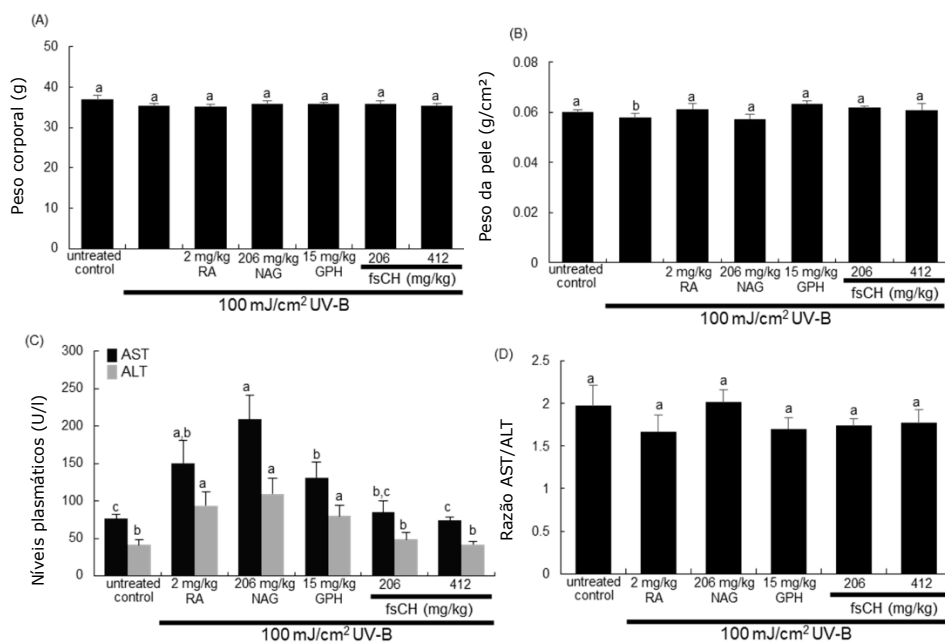 (A)
Peso corporal (g)
50
40
30
20
10
0
a a a a a a a
untreated control
2 mg/kg RA
206 mg/kg NAG
15 mg/kg GPH
206 412
fsCH (mg/kg)
100 mJ/cm² UV-B
(B)
Peso da pele (g/cm²)
0.08
0.06
0.04
0.02
0
a b a a a a a
untreated control
2 mg/kg RA
206 mg/kg NAG
15 mg/kg GPH
206 412
fsCH (mg/kg)
100 mJ/cm² UV-B
(C)
Níveis plasmáticos (U/l)
300
250
200
150
100
50
0
AST
ALT
c b a,b a a a b a b,c b c b
untreated control
2 mg/kg RA
206 mg/kg NAG
15 mg/kg GPH
206 412
fsCH (mg/kg)
100 mJ/cm² UV-B
(D)
Razão AST/ALT
2.5
2
1.5
1
0.5
0
a a a a a a
untreated control
2 mg/kg RA
206 mg/kg NAG
15 mg/kg GPH
206 412
fsCH (mg/kg)
100 mJ/cm² UV-B